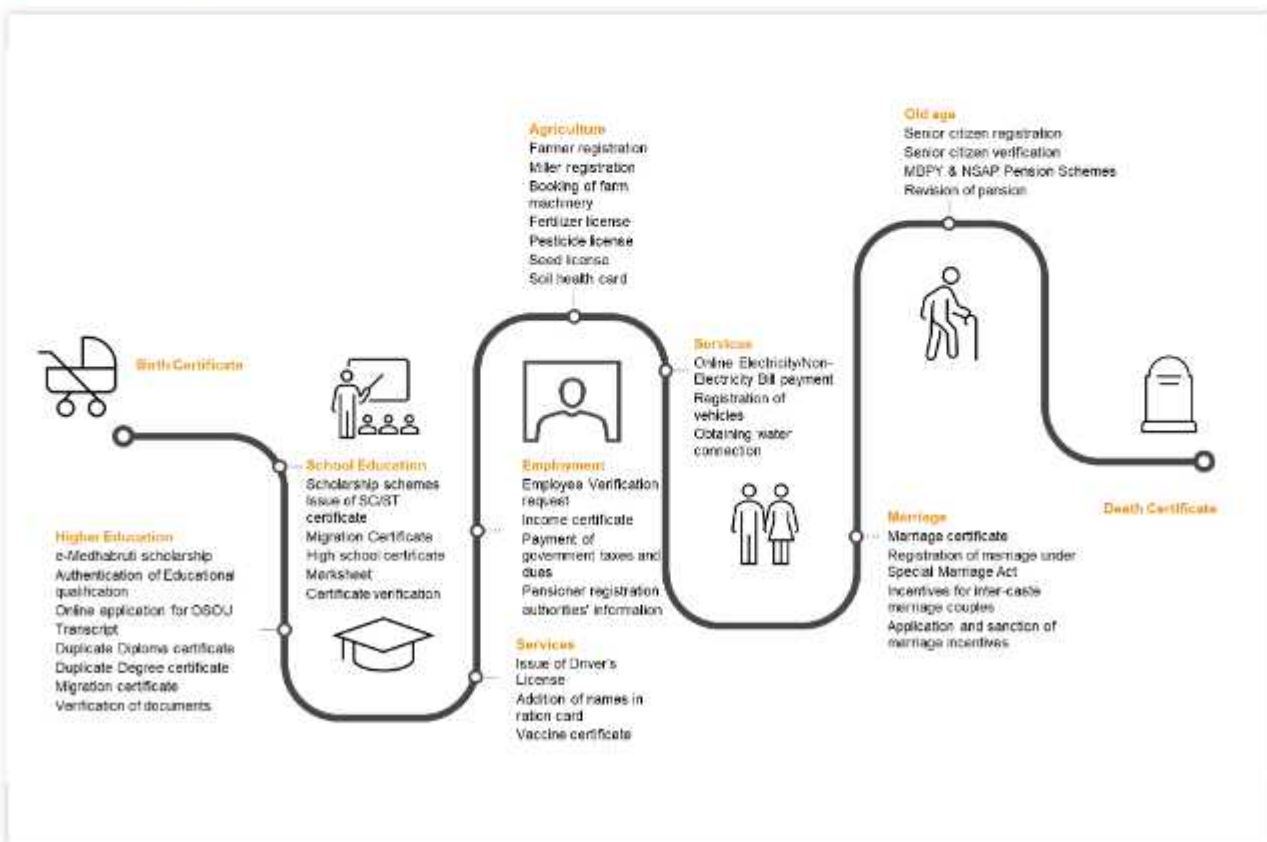 Birth Certificate
School Education
Scholarship schemes
Issue of SC/ST
certificate
Migration Certificate
High school certificate
Marksheet
Certificate verification
Higher Education
e-Medhabruti scholarship
Authentication of Educational
qualification
Online application for OSOU
Transcript
Duplicate Diploma certificate
Duplicate Degree certificate
Migration certificate
Verification of documents
Services
Issue of Driver's
License
Addition of names in
ration card
Vaccine certificate
Employment
Employee Verification
request
Income certificate
Payment of
government taxes and
dues
Pensioner registration
authorities' information
Agriculture
Farmer registration
Miller registration
Booking of farm
machinery
Fertilizer license
Pesticide license
Seed license
Soil health card
Services
Online Electricity/Non-
Electricity Bill payment
Registration of
vehicles
Obtaining water
connection
Marriage
Marriage certificate
Registration of marriage under
Special Marriage Act
Incentives for inter-caste
marriage couples
Application and sanction of
marriage incentives
Old age
Senior citizen registration
Senior citizen verification
MBPY & NSAP Pension Schemes
Revision of pension
Death Certificate